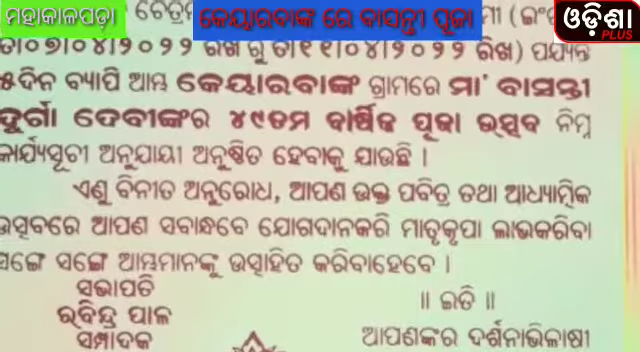 ମହାକାଳପଡ଼ା
କେୟାରବାଙ୍କ ରେ ବାସନ୍ତୀ ପୂଜା
ଓଡ଼ିଶା
PLUS
ତା୦୭।୦୪।୨୦୨୨ ରିଖ ରୁ ତା୧୧।୦୪।୨୦୨୨ ରିଖ) ପର୍ଯ୍ୟନ୍ତ
୫ଦିନ ବ୍ୟାପି ଆମ୍ଭ କେୟାରବାଙ୍କ ଗ୍ରାମରେ ମା' ବାସନ୍ତୀ
ଦୁର୍ଗା ଦେବୀଙ୍କର ୪୯ତମ ବାର୍ଷିକ ପୂଜା ଉତ୍ସବ ନିମ୍ନ
କାର୍ଯ୍ୟସୂଚୀ ଅନୁଯାୟୀ ଅନୁଷ୍ଠିତ ହେବାକୁ ଯାଉଛି ।
ଏଣୁ ବିନୀତ ଅନୁରୋଧ, ଆପଣ ଉକ୍ତ ପବିତ୍ର ତଥା ଆଧ୍ୟାତ୍ମିକ
ଉତ୍ସବରେ ଆପଣ ସବାନ୍ଧବେ ଯୋଗଦାନକରି ମାତୃକୃପା ଲାଭକରିବା
ସଙ୍ଗେ ସଙ୍ଗେ ଆମ୍ଭମାନଙ୍କୁ ଉତ୍ସାହିତ କରିବାହେବେ ।
ସଭାପତି
ରବିନ୍ଦ୍ର ପାଳ
ସମ୍ପାଦକ
॥ ଇତି ॥
ଆପଣଙ୍କର ଦର୍ଶନାଭିଳାଷୀ